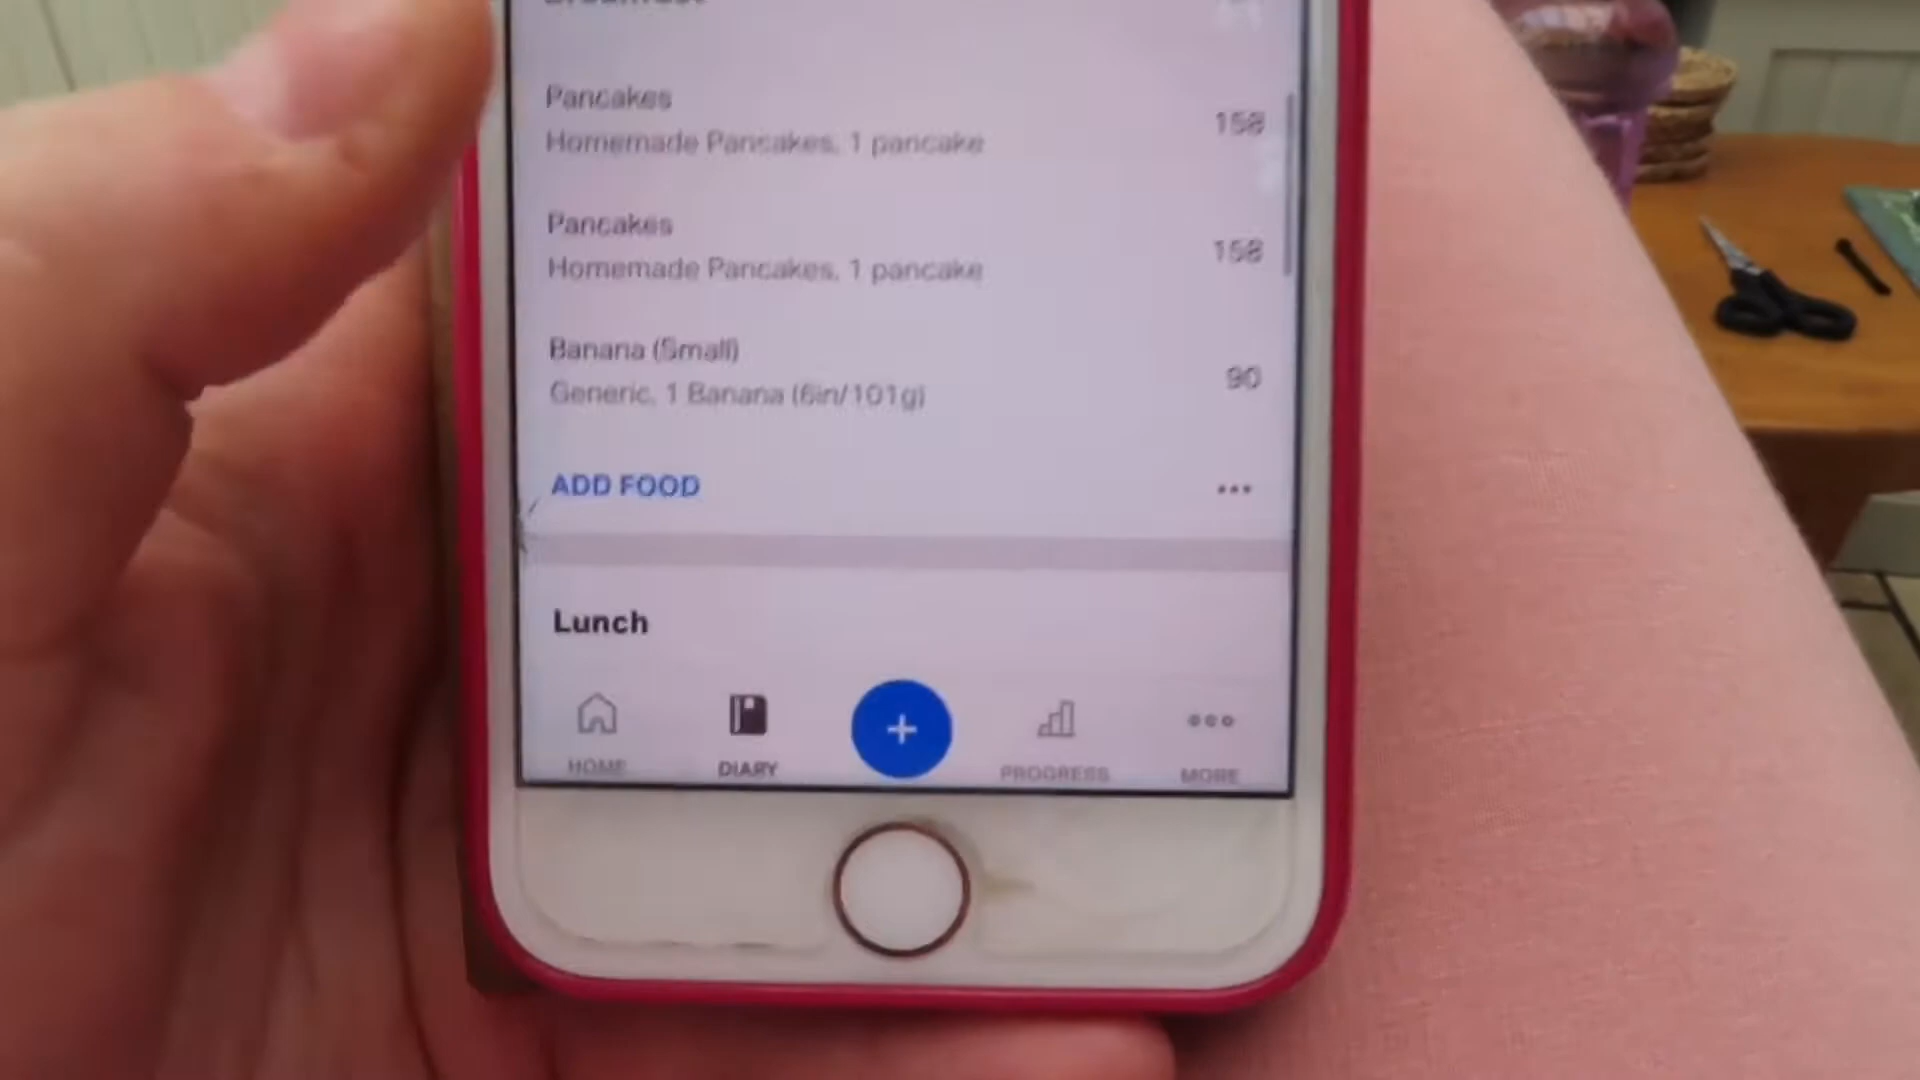 Breakfast
Pancakes
158
Homemade Pancakes, 1 pancake
Pancakes
158
Homemade Pancakes, 1 pancake
Banana (Small)
90
Generic, 1 Banana (6in/101g)
ADD FOOD
Lunch
HOME
DIARY
PROGRESS
MORE